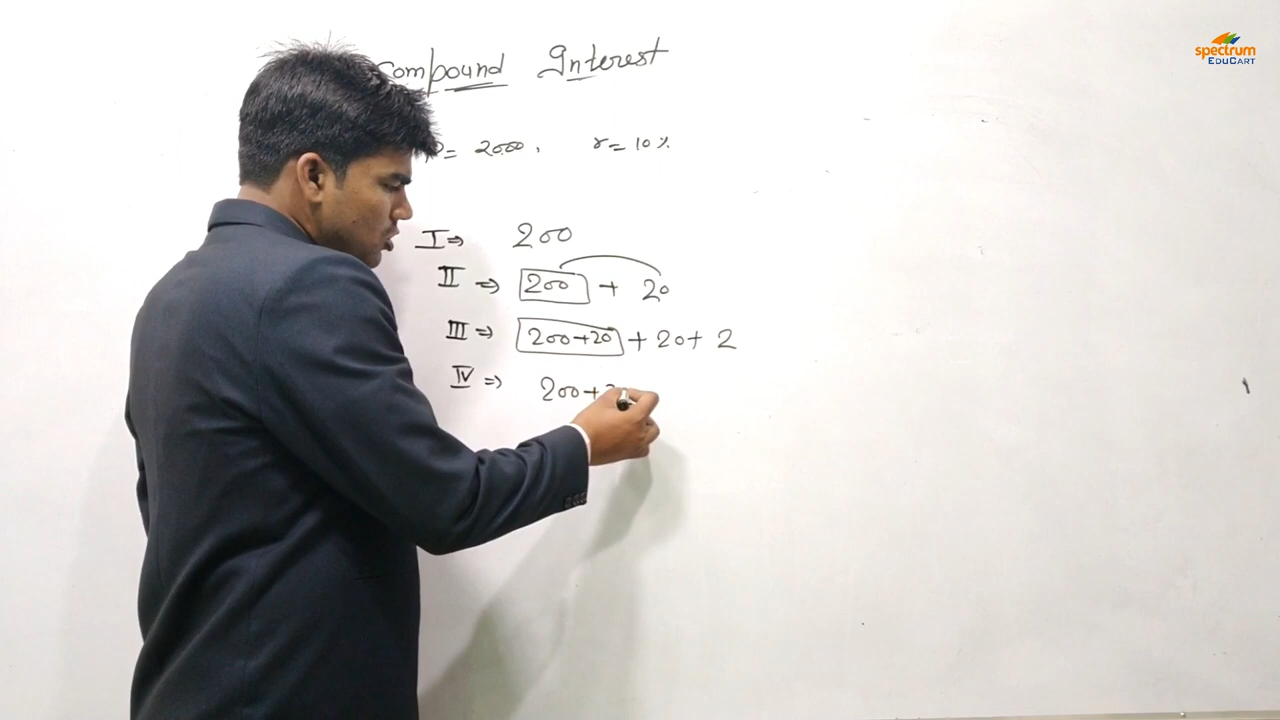 spectrum
EDUCART
Compound Interest
P = 2000, r = 10%
I ⇒ 200
II ⇒ 200 + 20
III ⇒ 200+20 + 20 + 2
IV ⇒ 200 +